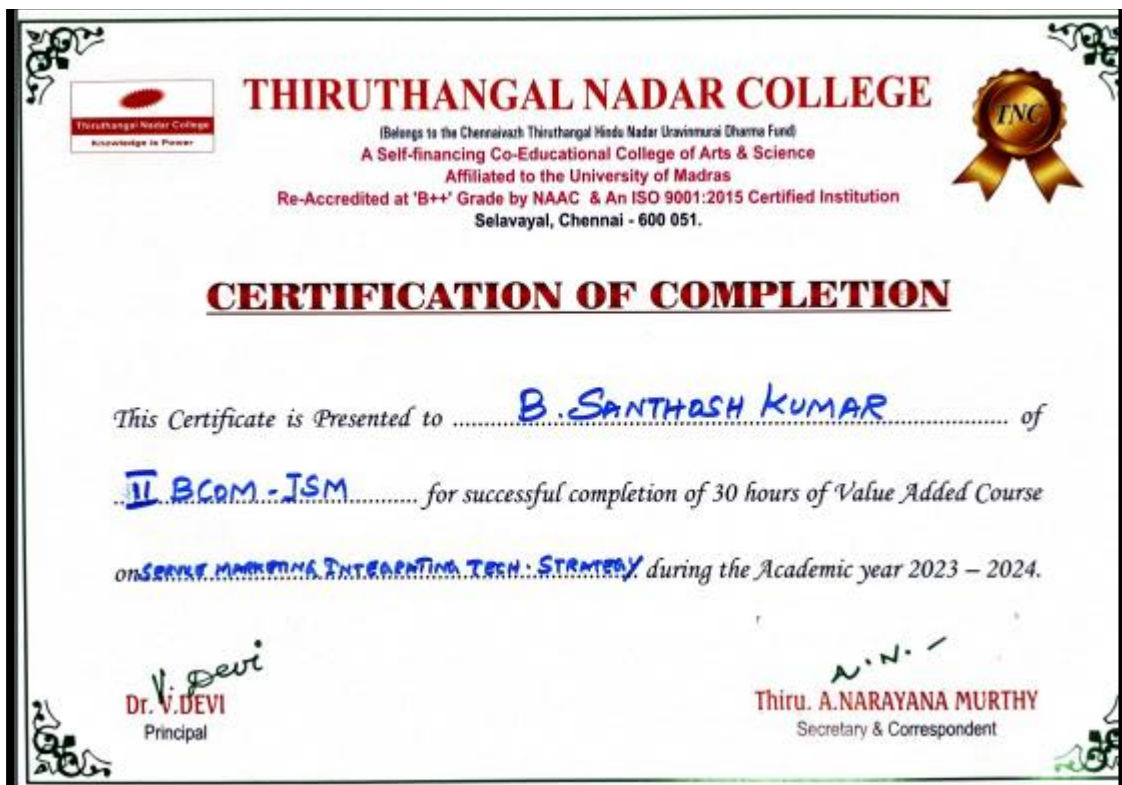 THIRUTHANGAL NADAR COLLEGE
Thiruthangal Nadar College
Knowledge is Power
TNC
(Belongs to the Chennaivazh Thiruthangal Hindu Nadar Uravinmurai Dharma Fund)
A Self-financing Co-Educational College of Arts & Science
Affiliated to the University of Madras
Re-Accredited at 'B++' Grade by NAAC & An ISO 9001:2015 Certified Institution
Selavayal, Chennai - 600 051.
CERTIFICATION OF COMPLETION
This Certificate is Presented to B. SANTHOSH KUMAR of
II BCOM - ISM for successful completion of 30 hours of Value Added Course
on SERVICE MARKETING INTEGRATING TECH. STRATEGY during the Academic year 2023 – 2024.
V. Devi
A. N.
Dr. V.DEVI
Thiru. A.NARAYANA MURTHY
Principal
Secretary & Correspondent